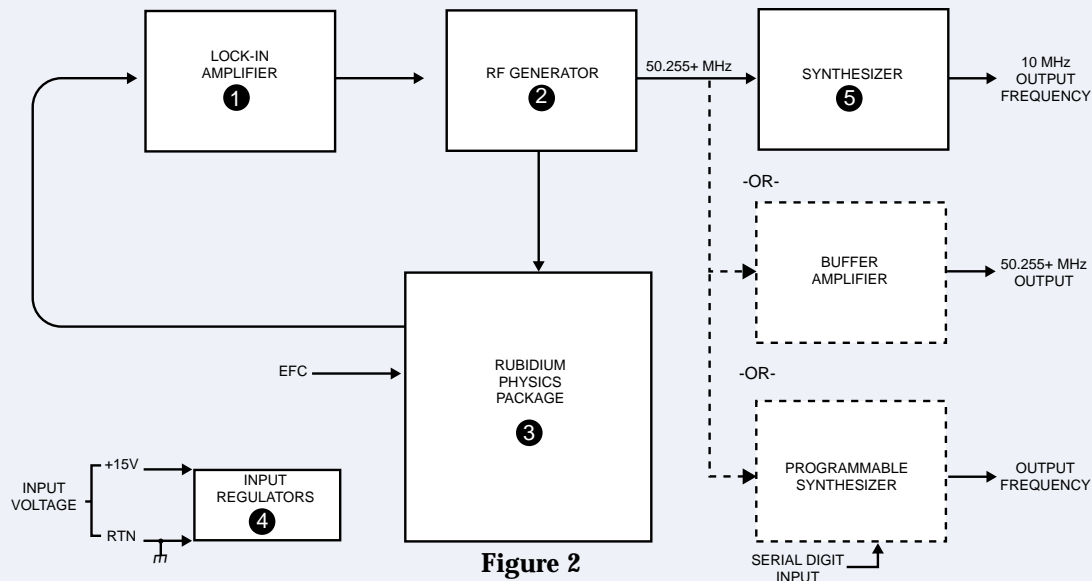 LOCK-IN
AMPLIFIER
1
RF GENERATOR
2
50.255+ MHz
SYNTHESIZER
5
10 MHz
OUTPUT
FREQUENCY
-OR-
BUFFER
AMPLIFIER
50.255+ MHz
OUTPUT
-OR-
EFC
RUBIDIUM
PHYSICS
PACKAGE
3
INPUT
VOLTAGE
+15V
RTN
INPUT
REGULATORS
4
PROGRAMMABLE
SYNTHESIZER
OUTPUT
FREQUENCY
SERIAL DIGIT
INPUT
Figure 2